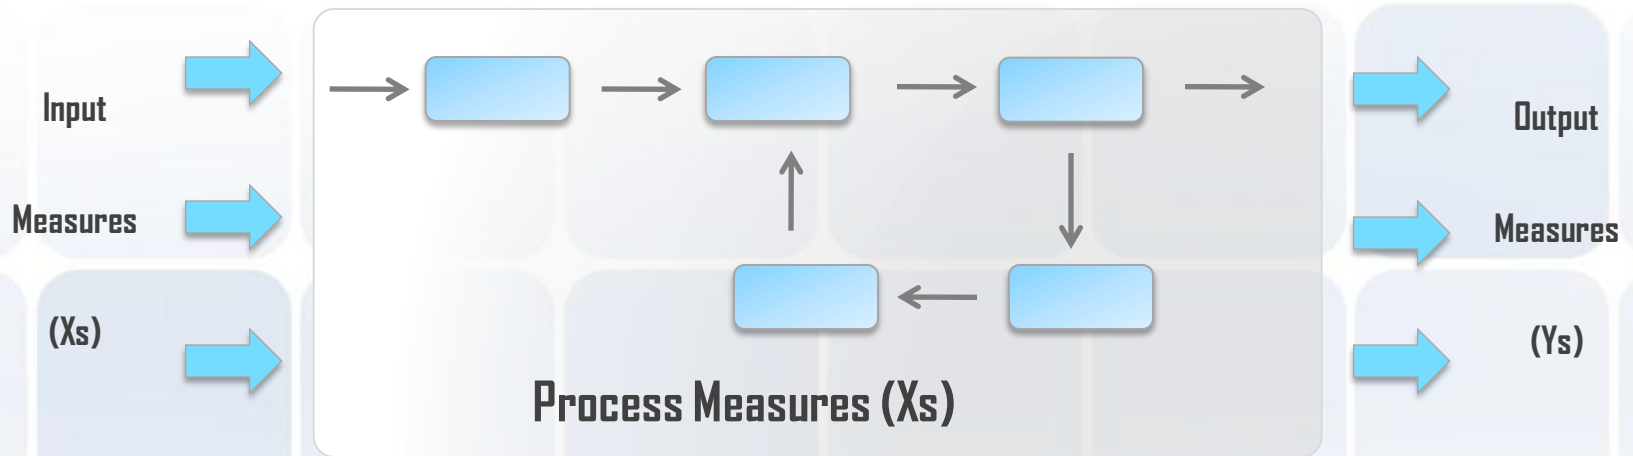 Input
Measures
(Xs)
Process Measures (Xs)
Output
Measures
(Ys)